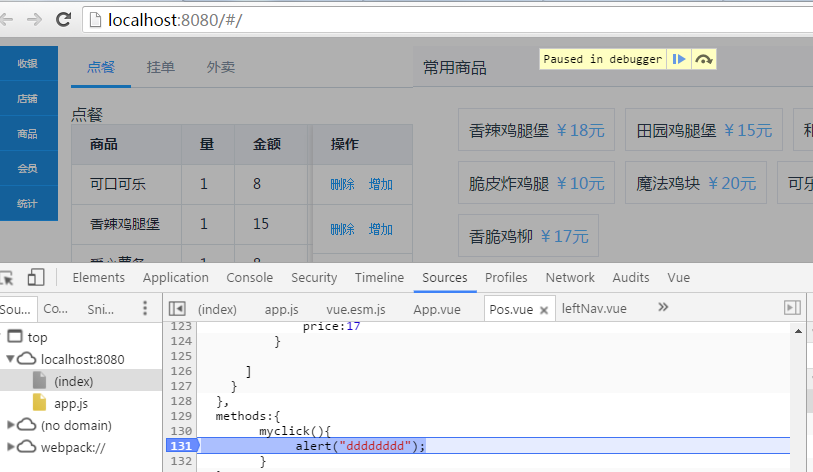 localhost:8080/#/
Paused in debugger
收银
店铺
商品
会员
统计
点餐 挂单 外卖
点餐
商品 量 金额 操作
可口可乐 1 8 删除 增加
香辣鸡腿堡 1 15 删除 增加
常用商品
香辣鸡腿堡 ¥18元 田园鸡腿堡 ¥15元
脆皮炸鸡腿 ¥10元 魔法鸡块 ¥20元 可乐
香脆鸡柳 ¥17元
Elements Application Console Security Timeline Sources Profiles Network Audits Vue
Sou... Co... Sni...
(index) app.js vue.esm.js App.vue Pos.vue × leftNav.vue »
top
localhost:8080
(index)
app.js
(no domain)
webpack://
123 price:17
124 }
125
126 ]
127 }
128 },
129 methods:{
130 myclick(){
131 alert("dddddddd");
132 }